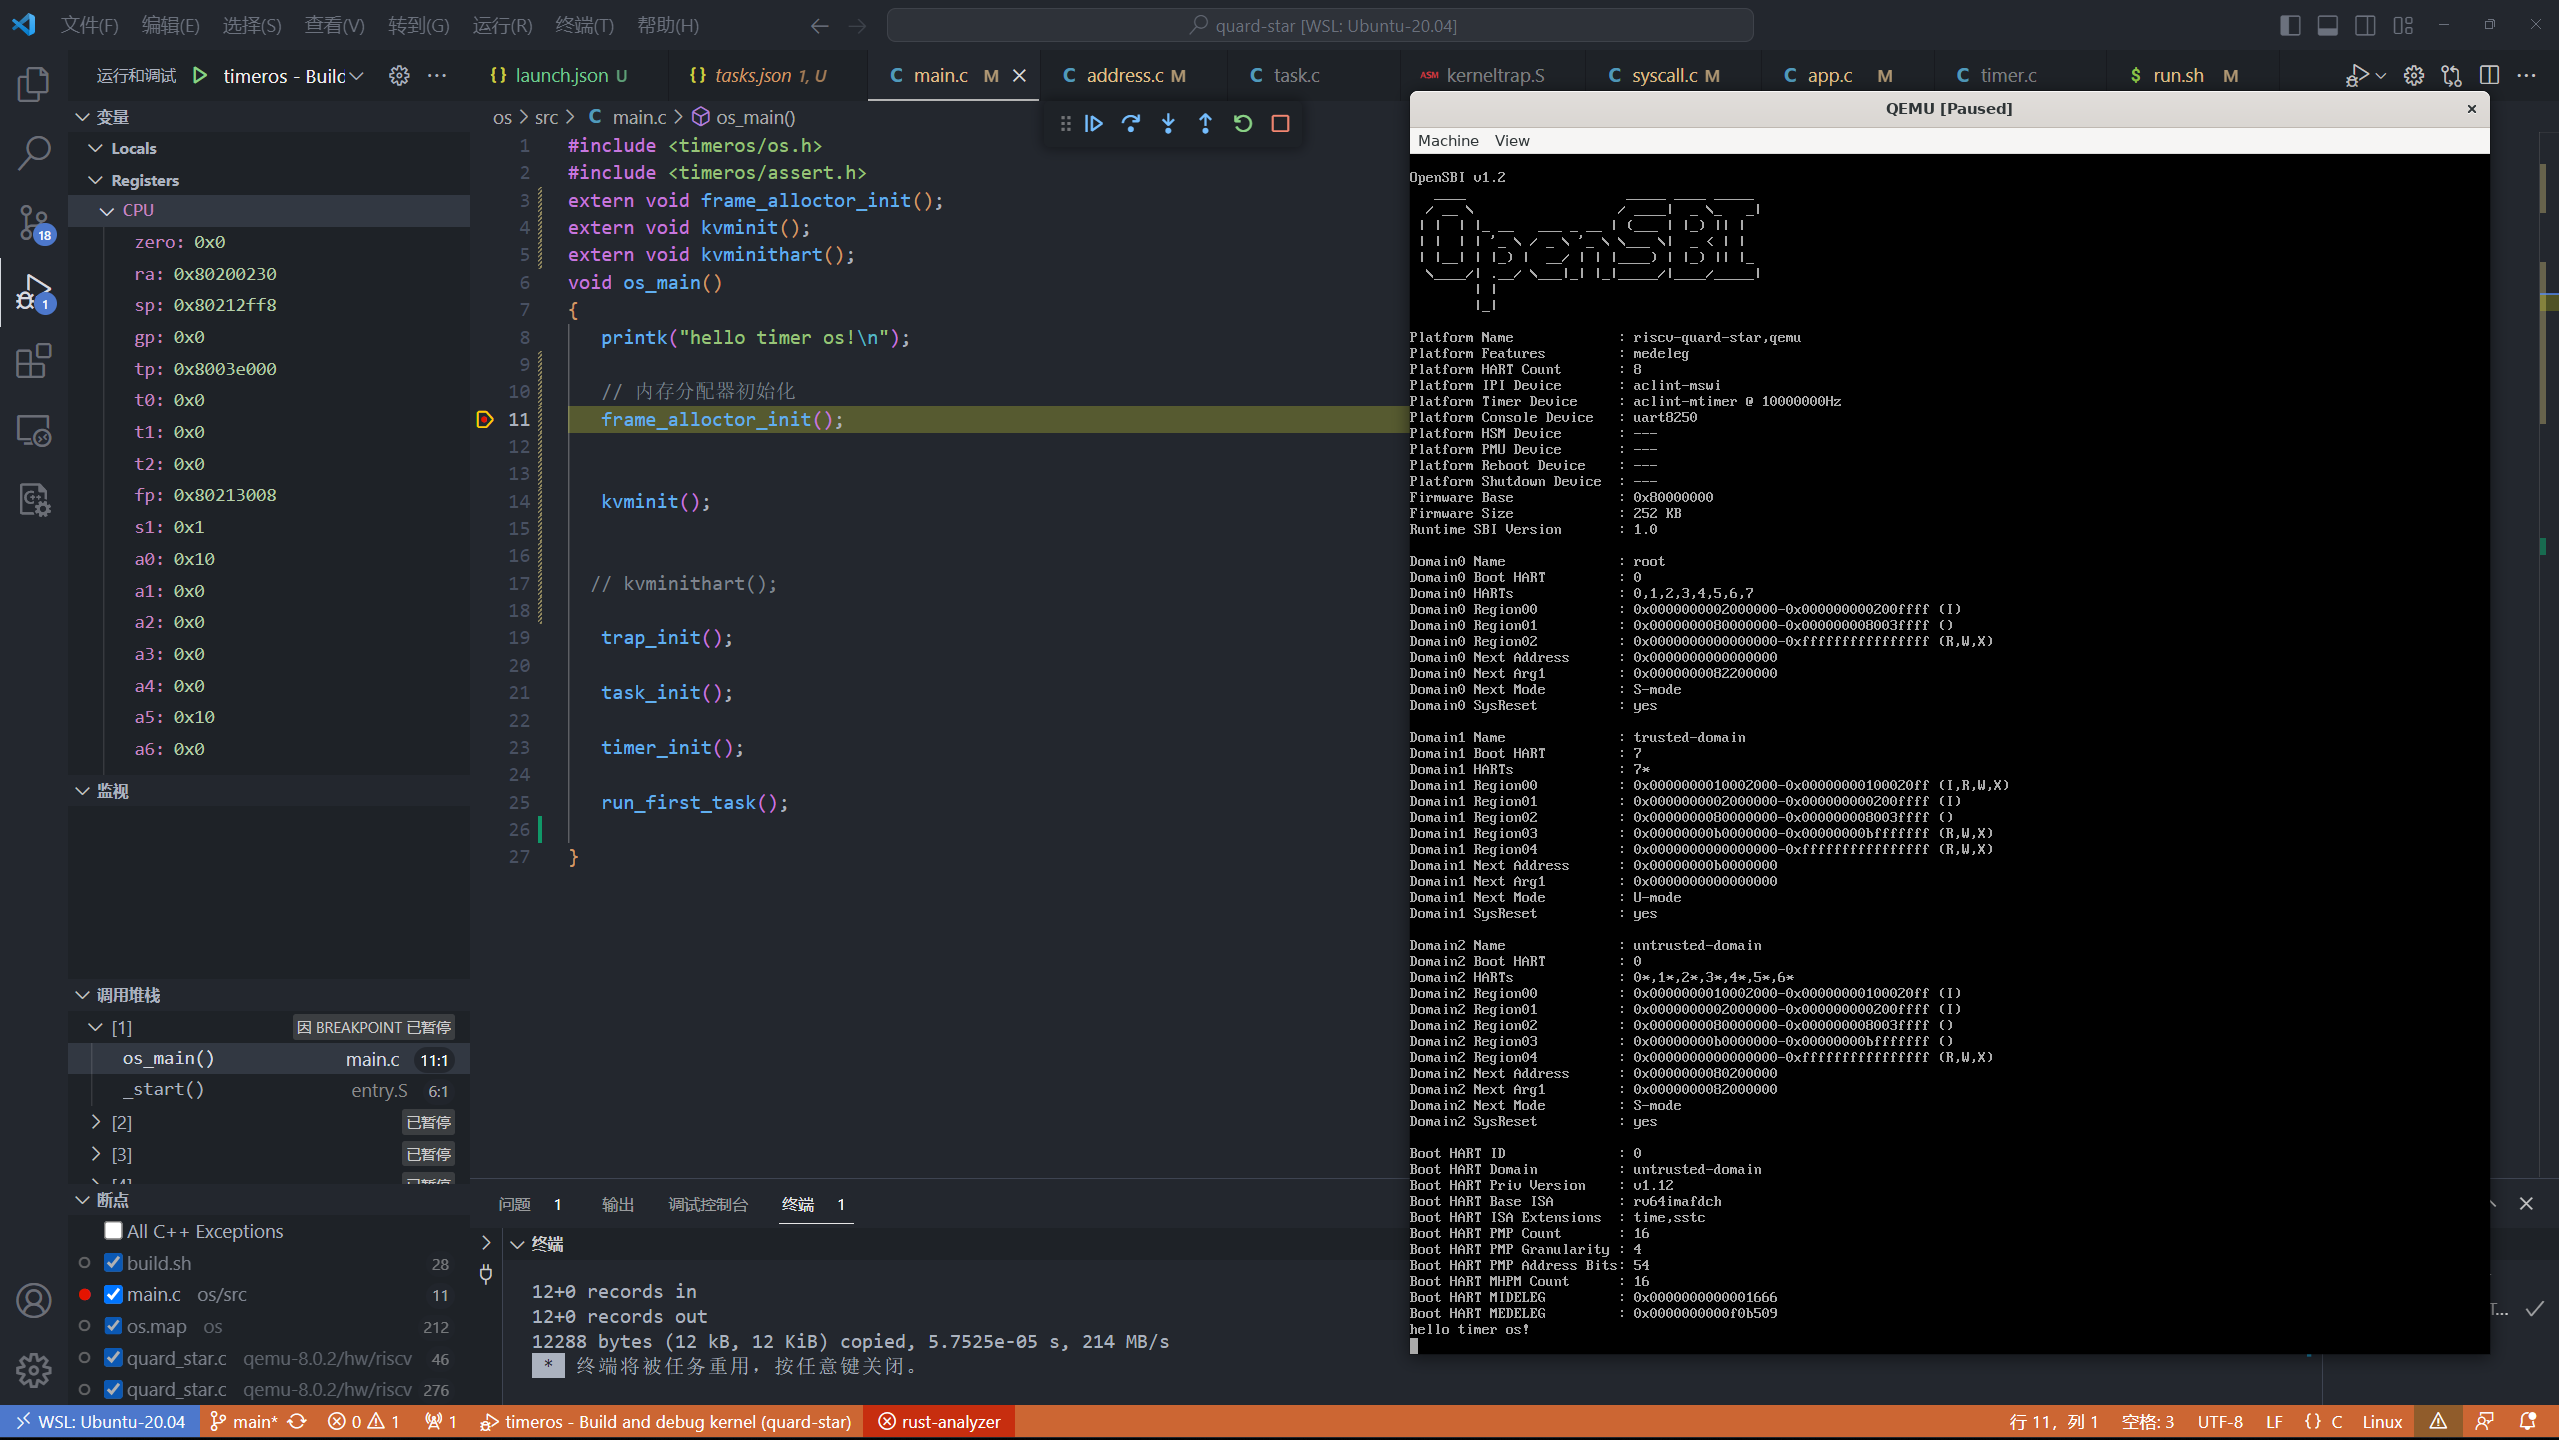 文件(F) 编辑(E) 选择(S) 查看(V) 转到(G) 运行(R) 终端(T) 帮助(H)
quard-star [WSL: Ubuntu-20.04]
运行和调试 timeros - Build
launch.json U
tasks.json 1, U
main.c M
address.c M
task.c
ASM kerneltrap.S
syscall.c M
app.c M
timer.c
$ run.sh M
变量
Locals
Registers
CPU
zero: 0x0
ra: 0x80200230
sp: 0x80212ff8
gp: 0x0
tp: 0x8003e000
t0: 0x0
t1: 0x0
t2: 0x0
fp: 0x80213008
s1: 0x1
a0: 0x10
a1: 0x0
a2: 0x0
a3: 0x0
a4: 0x0
a5: 0x10
a6: 0x0
监视
调用堆栈
[1] 因 BREAKPOINT 已暂停
os_main() main.c 11:1
_start() entry.S 6:1
[2] 已暂停
[3] 已暂停
断点
All C++ Exceptions
build.sh 28
main.c os/src 11
os.map os 212
quard_star.c qemu-8.0.2/hw/riscv 46
quard_star.c qemu-8.0.2/hw/riscv 276
os > src > C main.c > os_main()
1 #include <timeros/os.h>
2 #include <timeros/assert.h>
3 extern void frame_alloctor_init();
4 extern void kvminit();
5 extern void kvminithart();
6 void os_main()
7 {
8 printk("hello timer os!\n");
9
10 // 内存分配器初始化
11 frame_alloctor_init();
12
13
14 kvminit();
15
16
17 // kvminithart();
18
19 trap_init();
20
21 task_init();
22
23 timer_init();
24
25 run_first_task();
26
27 }
问题 1 输出 调试控制台 终端 1
终端
12+0 records in
12+0 records out
12288 bytes (12 kB, 12 KiB) copied, 5.7525e-05 s, 214 MB/s
* 终端将被任务重用，按任意键关闭。
QEMU [Paused]
Machine View
OpenSBI v1.2
OpenSBI
Platform Name : riscv-quard-star,qemu
Platform Features : medeleg
Platform HART Count : 8
Platform IPI Device : aclint-mswi
Platform Timer Device : aclint-mtimer @ 10000000Hz
Platform Console Device : uart8250
Platform HSM Device : ---
Platform PMU Device : ---
Platform Reboot Device : ---
Platform Shutdown Device : ---
Firmware Base : 0x80000000
Firmware Size : 252 KB
Runtime SBI Version : 1.0
Domain0 Name : root
Domain0 Boot HART : 0
Domain0 HARTs : 0,1,2,3,4,5,6,7
Domain0 Region00 : 0x0000000002000000-0x000000000200ffff (I)
Domain0 Region01 : 0x0000000080000000-0x000000008003ffff ()
Domain0 Region02 : 0x0000000000000000-0xffffffffffffffff (R,W,X)
Domain0 Next Address : 0x0000000000000000
Domain0 Next Arg1 : 0x0000000082200000
Domain0 Next Mode : S-mode
Domain0 SysReset : yes
Domain1 Name : trusted-domain
Domain1 Boot HART : 7
Domain1 HARTs : 7*
Domain1 Region00 : 0x0000000010002000-0x00000000100020ff (I,R,W,X)
Domain1 Region01 : 0x0000000002000000-0x000000000200ffff (I)
Domain1 Region02 : 0x0000000080000000-0x000000008003ffff ()
Domain1 Region03 : 0x00000000b0000000-0x00000000bfffffff (R,W,X)
Domain1 Region04 : 0x0000000000000000-0xffffffffffffffff (R,W,X)
Domain1 Next Address : 0x00000000b0000000
Domain1 Next Arg1 : 0x0000000000000000
Domain1 Next Mode : U-mode
Domain1 SysReset : yes
Domain2 Name : untrusted-domain
Domain2 Boot HART : 0
Domain2 HARTs : 0*,1*,2*,3*,4*,5*,6*
Domain2 Region00 : 0x0000000010002000-0x00000000100020ff (I)
Domain2 Region01 : 0x0000000002000000-0x000000000200ffff (I)
Domain2 Region02 : 0x0000000080000000-0x000000008003ffff ()
Domain2 Region03 : 0x00000000b0000000-0x00000000bfffffff ()
Domain2 Region04 : 0x0000000000000000-0xffffffffffffffff (R,W,X)
Domain2 Next Address : 0x0000000080200000
Domain2 Next Arg1 : 0x0000000082000000
Domain2 Next Mode : S-mode
Domain2 SysReset : yes
Boot HART ID : 0
Boot HART Domain : untrusted-domain
Boot HART Priv Version : v1.12
Boot HART Base ISA : rv64imafdch
Boot HART ISA Extensions : time,sstc
Boot HART PMP Count : 16
Boot HART PMP Granularity : 4
Boot HART PMP Address Bits: 54
Boot HART MHPM Count : 16
Boot HART MIDELEG : 0x0000000000001666
Boot HART MEDELEG : 0x0000000000f0b509
hello timer os!
T...
18
1
WSL: Ubuntu-20.04 main* 0 1 1 timeros - Build and debug kernel (quard-star) rust-analyzer
行 11，列 1 空格: 3 UTF-8 LF {} C Linux